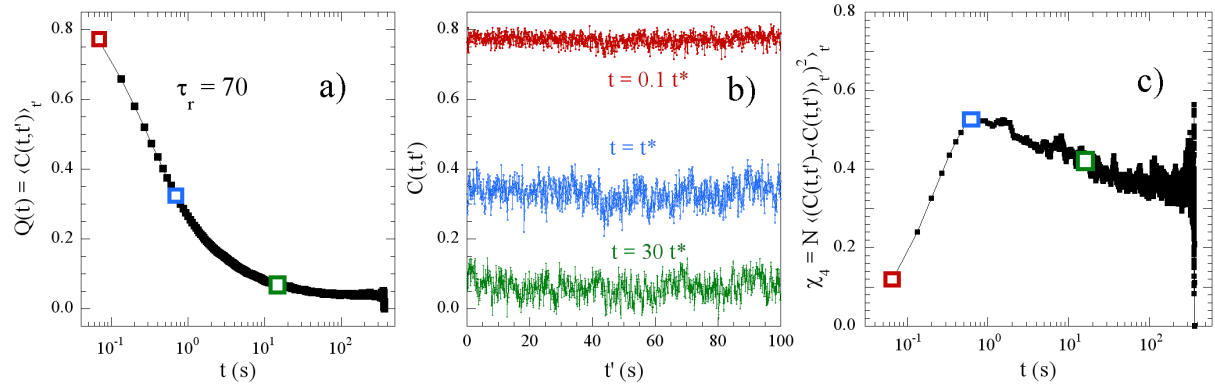 Q(t) = ‹C(t,t')›t'
0.8
0.6
0.4
0.2
0.0
10-1
100
101
102
t (s)
τr = 70
a)
C(t,t')
0.8
0.6
0.4
0.2
0.0
0
20
40
60
80
100
t' (s)
t = 0.1 t*
b)
t = t*
t = 30 t*
χ4 = N ‹(C(t,t')-‹C(t,t')›t')2›t'
0.8
0.6
0.4
0.2
0.0
10-1
100
101
102
t (s)
c)